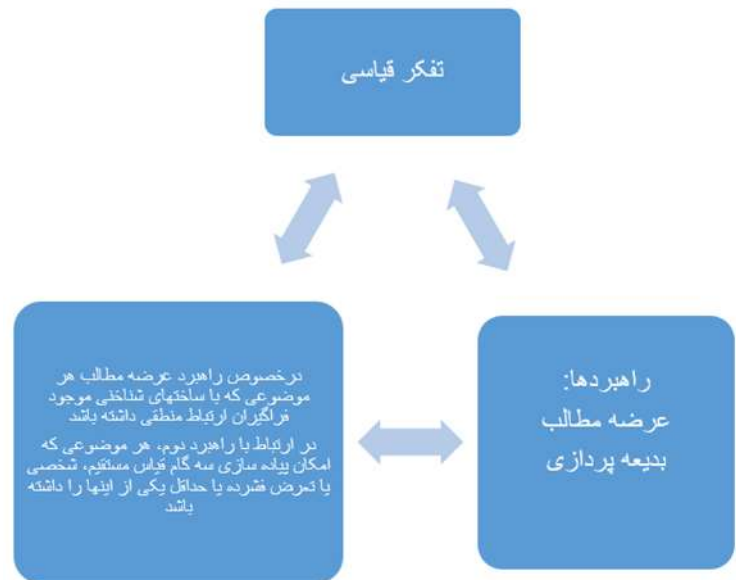 تفکر قیاسی
راهبردها:
عرضه مطالب
بدیعه پردازی
درخصوص راهبرد عرضه مطالب هر
موضوعی که با ساختهای شناختی موجود
فراگیران ارتباط منطقی داشته باشد
در ارتباط با راهبرد دوم، هر موضوعی که
امکان پیاده سازی سه گام قیاس مستقیم، شخصی
یا تعرض فشرده یا حداقل یکی از اینها را داشته
باشد